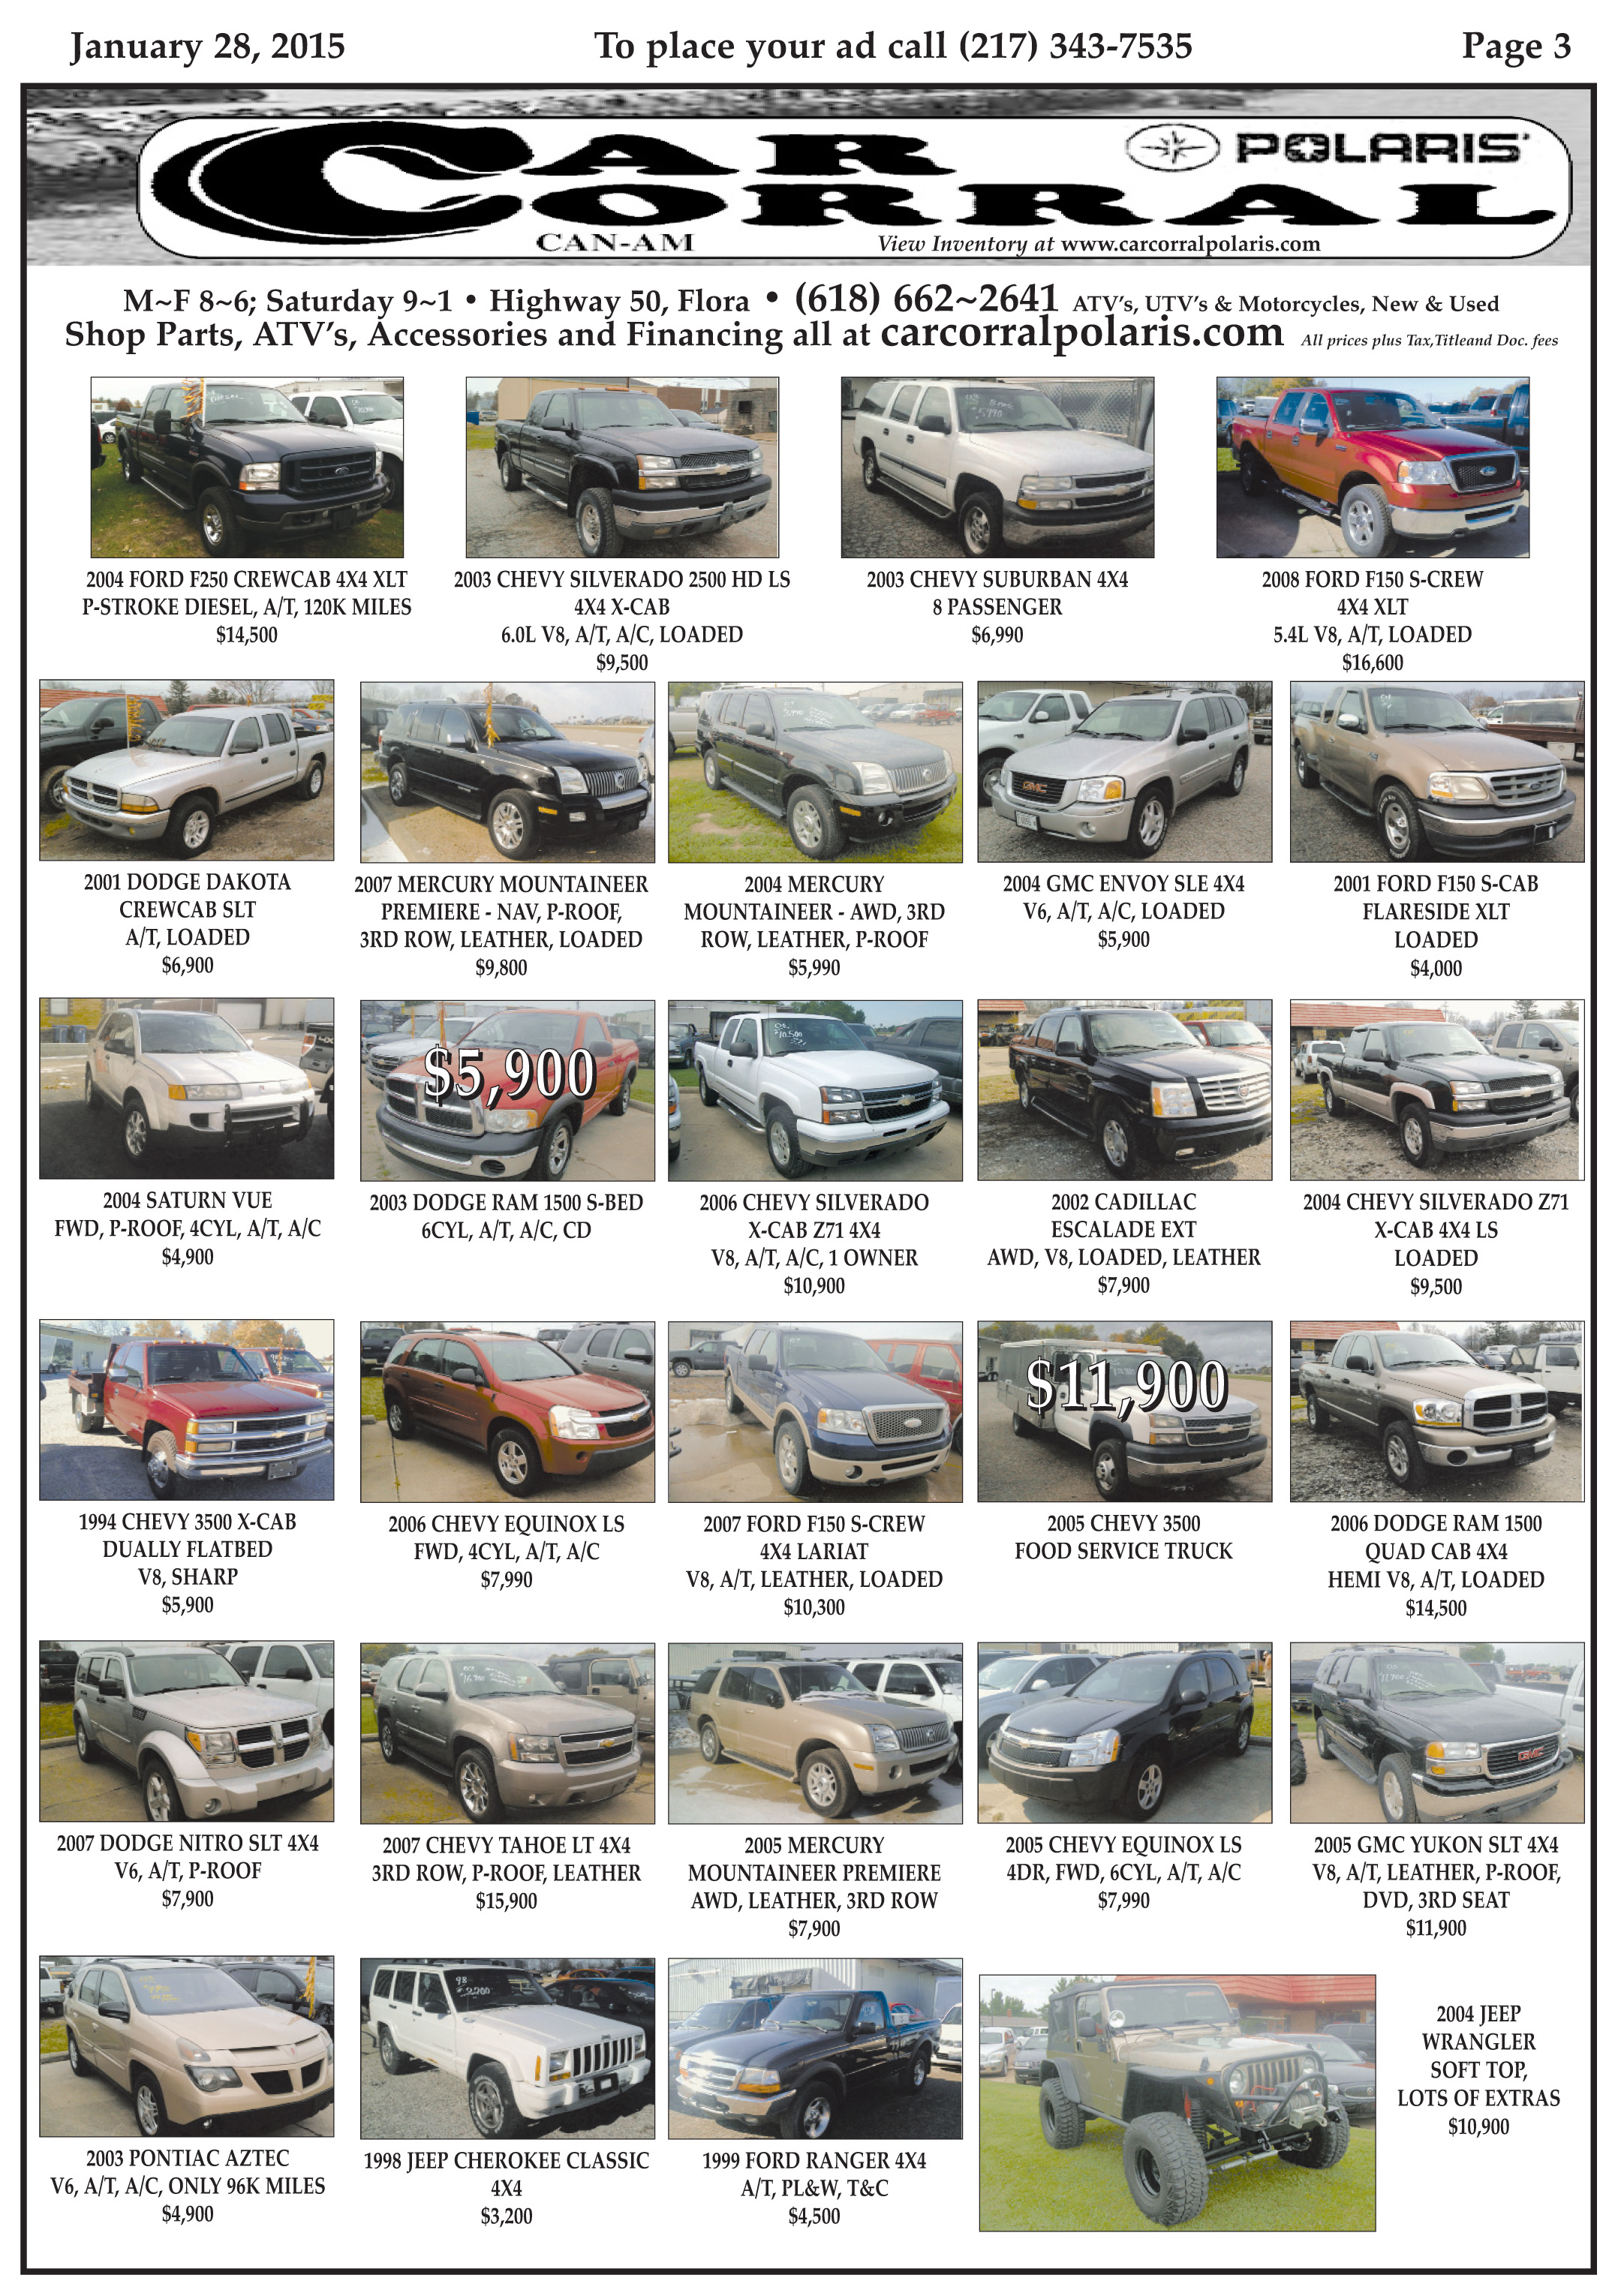 January 28, 2015
To place your ad call (217) 343-7535
Page 3
CAR CORRAL
POLARIS
CAN-AM
View Inventory at www.carcorralpolaris.com
M~F 8~6; Saturday 9~1 • Highway 50, Flora • (618) 662~2641 ATV's, UTV's & Motorcycles, New & Used
Shop Parts, ATV's, Accessories and Financing all at carcorralpolaris.com All prices plus Tax,Titleand Doc. fees
2004 FORD F250 CREWCAB 4X4 XLT
P-STROKE DIESEL, A/T, 120K MILES
$14,500
2003 CHEVY SILVERADO 2500 HD LS
4X4 X-CAB
6.0L V8, A/T, A/C, LOADED
$9,500
2003 CHEVY SUBURBAN 4X4
8 PASSENGER
$6,990
2008 FORD F150 S-CREW
4X4 XLT
5.4L V8, A/T, LOADED
$16,600
2001 DODGE DAKOTA
CREWCAB SLT
A/T, LOADED
$6,900
2007 MERCURY MOUNTAINEER
PREMIERE - NAV, P-ROOF,
3RD ROW, LEATHER, LOADED
$9,800
2004 MERCURY
MOUNTAINEER - AWD, 3RD
ROW, LEATHER, P-ROOF
$5,990
GMC
2004 GMC ENVOY SLE 4X4
V6, A/T, A/C, LOADED
$5,900
2001 FORD F150 S-CAB
FLARESIDE XLT
LOADED
$4,000
2004 SATURN VUE
FWD, P-ROOF, 4CYL, A/T, A/C
$4,900
$5,900
2003 DODGE RAM 1500 S-BED
6CYL, A/T, A/C, CD
2006 CHEVY SILVERADO
X-CAB Z71 4X4
V8, A/T, A/C, 1 OWNER
$10,900
2002 CADILLAC
ESCALADE EXT
AWD, V8, LOADED, LEATHER
$7,900
2004 CHEVY SILVERADO Z71
X-CAB 4X4 LS
LOADED
$9,500
1994 CHEVY 3500 X-CAB
DUALLY FLATBED
V8, SHARP
$5,900
2006 CHEVY EQUINOX LS
FWD, 4CYL, A/T, A/C
$7,990
2007 FORD F150 S-CREW
4X4 LARIAT
V8, A/T, LEATHER, LOADED
$10,300
$11,900
2005 CHEVY 3500
FOOD SERVICE TRUCK
2006 DODGE RAM 1500
QUAD CAB 4X4
HEMI V8, A/T, LOADED
$14,500
2007 DODGE NITRO SLT 4X4
V6, A/T, P-ROOF
$7,900
2007 CHEVY TAHOE LT 4X4
3RD ROW, P-ROOF, LEATHER
$15,900
2005 MERCURY
MOUNTAINEER PREMIERE
AWD, LEATHER, 3RD ROW
$7,900
2005 CHEVY EQUINOX LS
4DR, FWD, 6CYL, A/T, A/C
$7,990
GMC
2005 GMC YUKON SLT 4X4
V8, A/T, LEATHER, P-ROOF,
DVD, 3RD SEAT
$11,900
2003 PONTIAC AZTEC
V6, A/T, A/C, ONLY 96K MILES
$4,900
1998 JEEP CHEROKEE CLASSIC
4X4
$3,200
1999 FORD RANGER 4X4
A/T, PL&W, T&C
$4,500
2004 JEEP
WRANGLER
SOFT TOP,
LOTS OF EXTRAS
$10,900